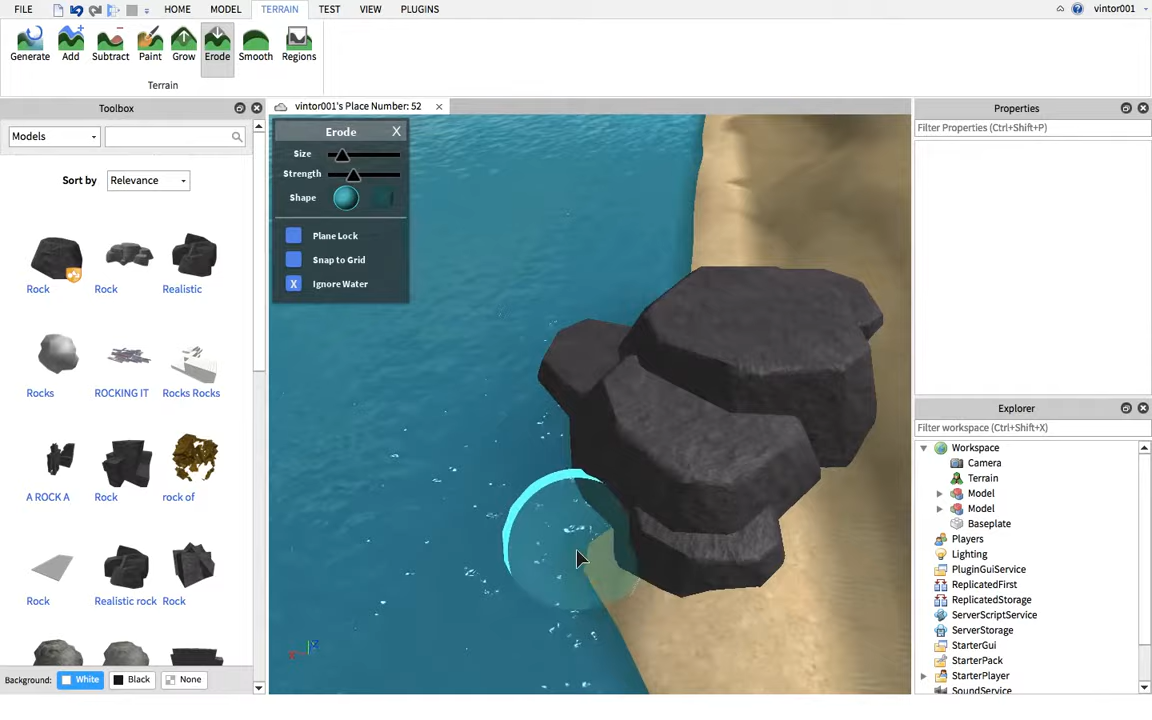 FILE HOME MODEL TERRAIN TEST VIEW PLUGINS vintor001
Generate Add Subtract Paint Grow Erode Smooth Regions
Terrain
Toolbox
vintor001's Place Number: 52
Properties
Models
Filter Properties (Ctrl+Shift+P)
Sort by Relevance
Rock Rock Realistic
Rocks ROCKING IT Rocks Rocks
A ROCK A Rock rock of
Rock Realistic rock Rock
Background: White Black None
Erode X
Size
Strength
Shape
Plane Lock
Snap to Grid
X Ignore Water
Explorer
Filter workspace (Ctrl+Shift+X)
Workspace
Camera
Terrain
Model
Model
Baseplate
Players
Lighting
PluginGuiService
ReplicatedFirst
ReplicatedStorage
ServerScriptService
ServerStorage
StarterGui
StarterPack
StarterPlayer
SoundService